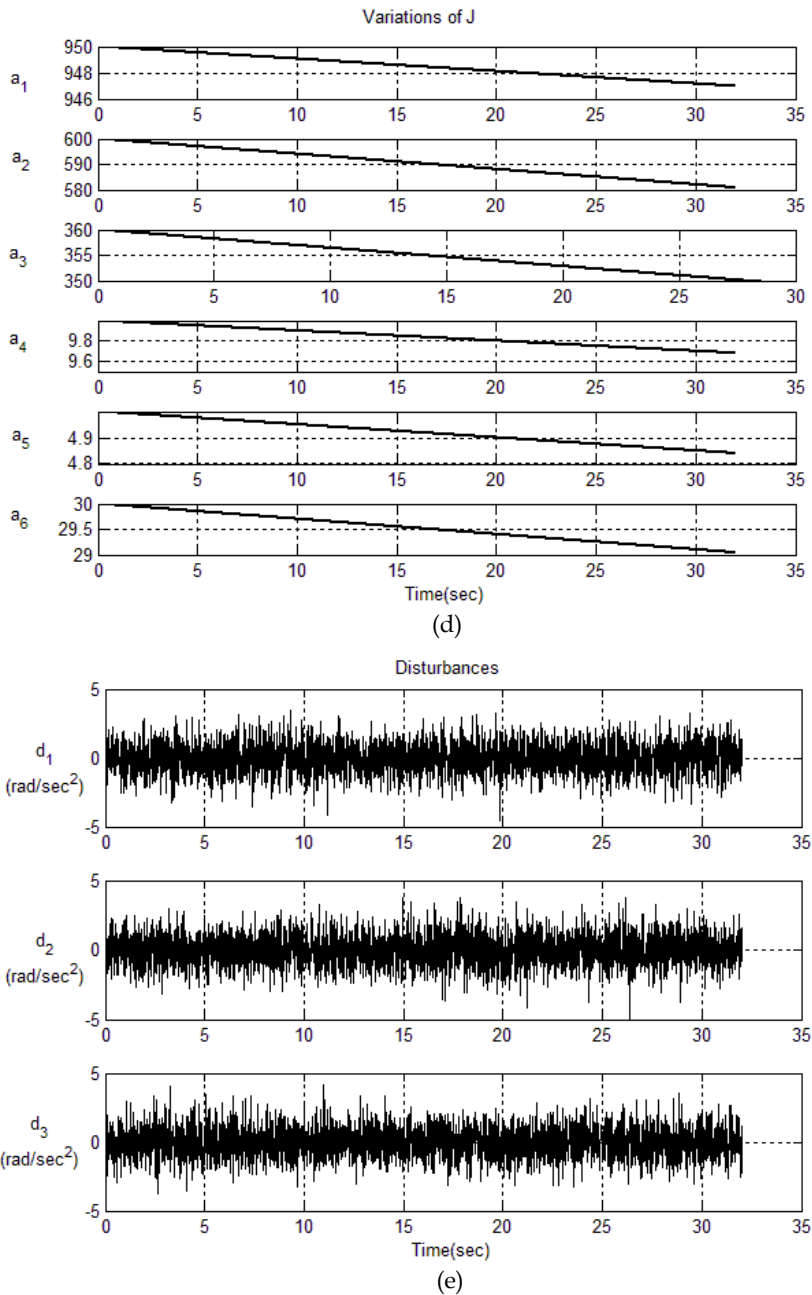 Variations of J
950
948
946
a1
0 5 10 15 20 25 30 35
600
590
580
a2
0 5 10 15 20 25 30 35
360
355
350
a3
0 5 10 15 20 25 30
9.8
9.6
a4
0 5 10 15 20 25 30 35
4.9
4.8
a5
0 5 10 15 20 25 30 35
30
29.5
29
a6
0 5 10 15 20 25 30 35
Time(sec)
(d)
Disturbances
5
0
-5
d1
(rad/sec2)
0 5 10 15 20 25 30 35
5
0
-5
d2
(rad/sec2)
0 5 10 15 20 25 30 35
5
0
-5
d3
(rad/sec2)
0 5 10 15 20 25 30 35
Time(sec)
(e)